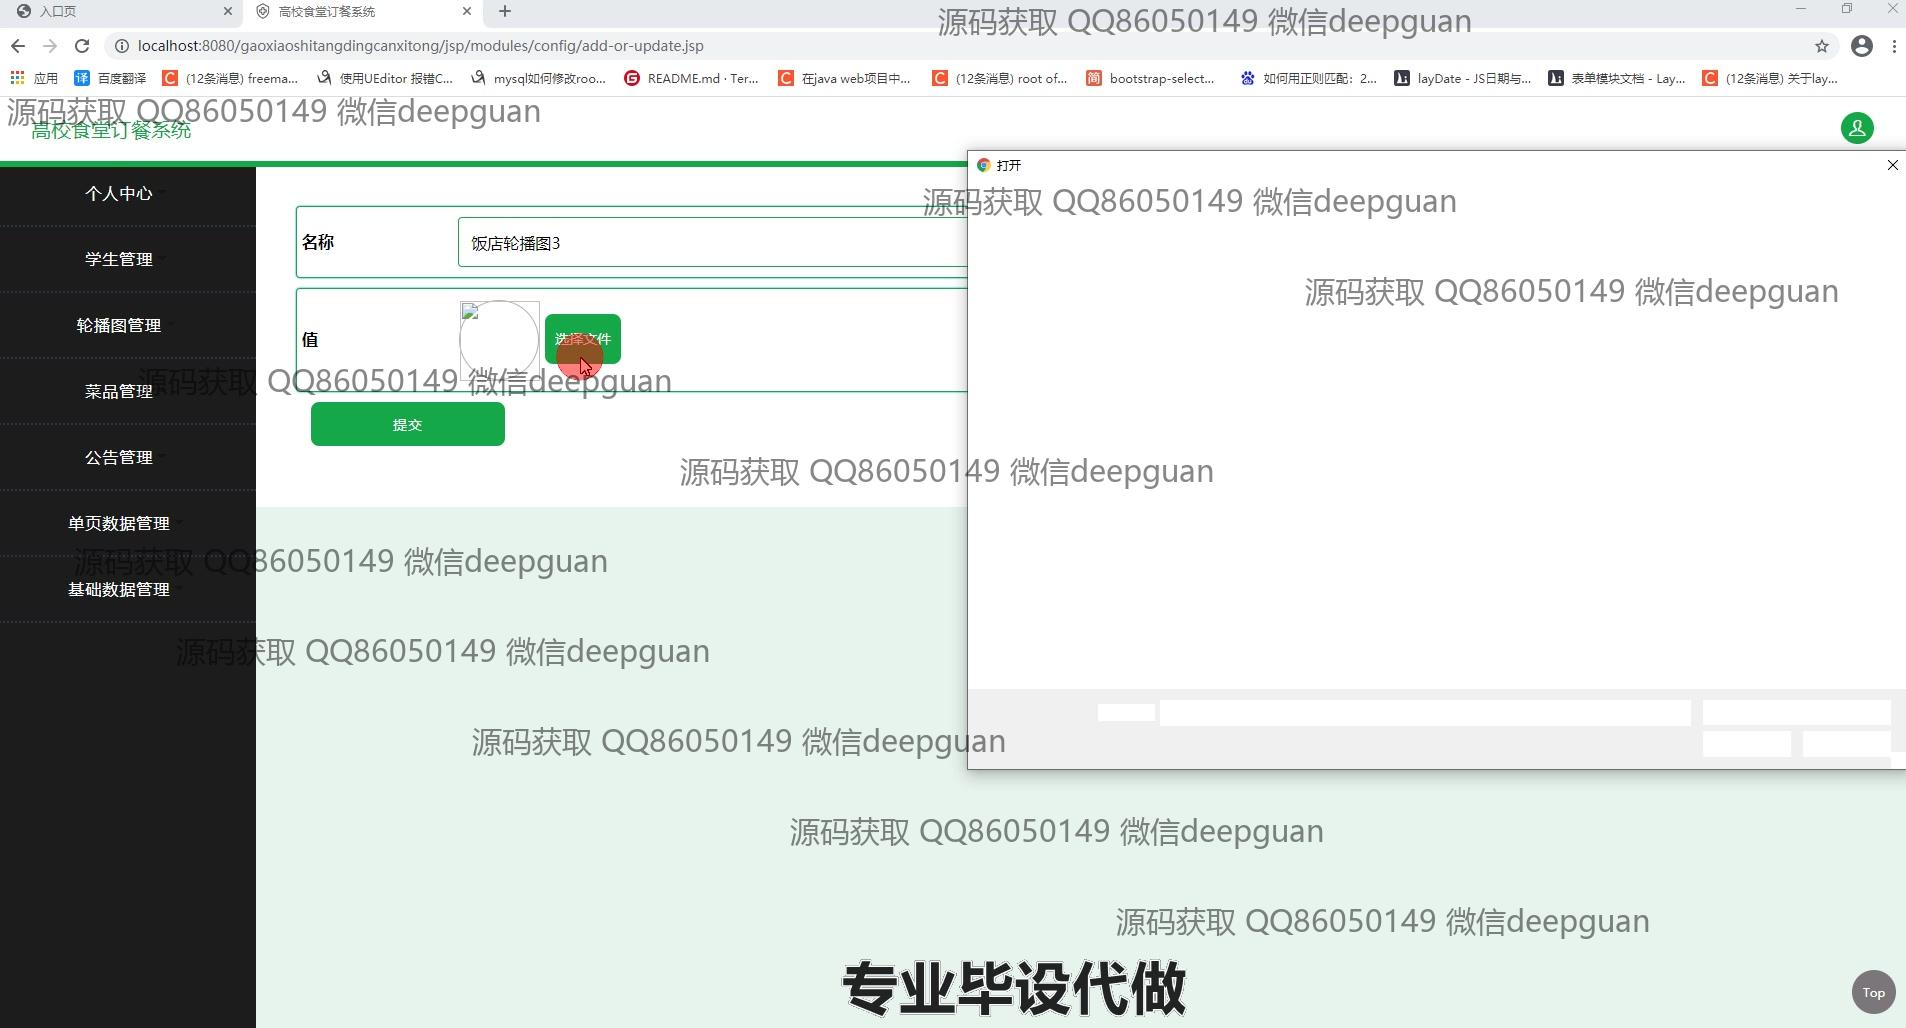 入口页
高校食堂订餐系统
源码获取 QQ86050149 微信deepguan
localhost:8080/gaoxiaoshitangdingcanxitong/jsp/modules/config/add-or-update.jsp
应用
百度翻译
(12条消息) freema...
使用UEditor 报错C...
mysql如何修改roo...
README.md · Ter...
在java web项目中...
(12条消息) root of...
bootstrap-select...
如何用正则匹配：2...
layDate - JS日期与...
表单模块文档 - Lay...
(12条消息) 关于lay...
源码获取 QQ86050149 微信deepguan
高校食堂订餐系统
打开
个人中心
源码获取 QQ86050149 微信deepguan
名称
饭店轮播图3
学生管理
源码获取 QQ86050149 微信deepguan
轮播图管理
值
选择文件
源码获取 QQ86050149 微信deepguan
菜品管理
提交
公告管理
源码获取 QQ86050149 微信deepguan
单页数据管理
源码获取 QQ86050149 微信deepguan
基础数据管理
源码获取 QQ86050149 微信deepguan
源码获取 QQ86050149 微信deepguan
源码获取 QQ86050149 微信deepguan
源码获取 QQ86050149 微信deepguan
专业毕设代做
Top